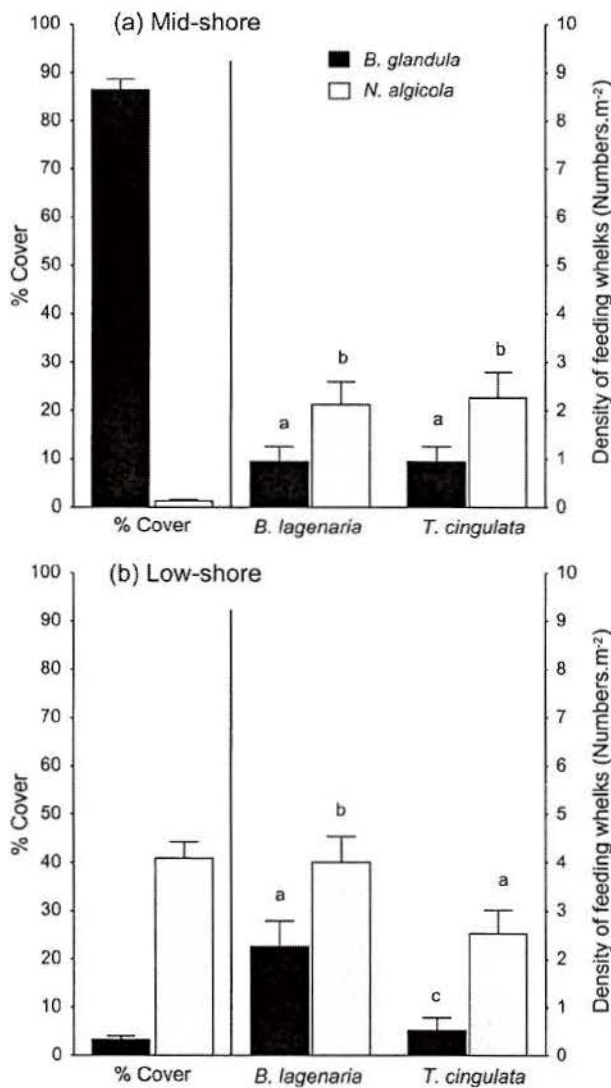 (a) Mid-shore
B. glandula
N. algicola
% Cover
100
90
80
70
60
50
40
30
20
10
0
Density of feeding whelks (Numbers.m-2)
10
9
8
7
6
5
4
3
2
1
0
a
b
a
b
% Cover
B. lagenaria
T. cingulata
(b) Low-shore
% Cover
100
90
80
70
60
50
40
30
20
10
0
Density of feeding whelks (Numbers.m-2)
10
9
8
7
6
5
4
3
2
1
0
a
b
c
a
% Cover
B. lagenaria
T. cingulata